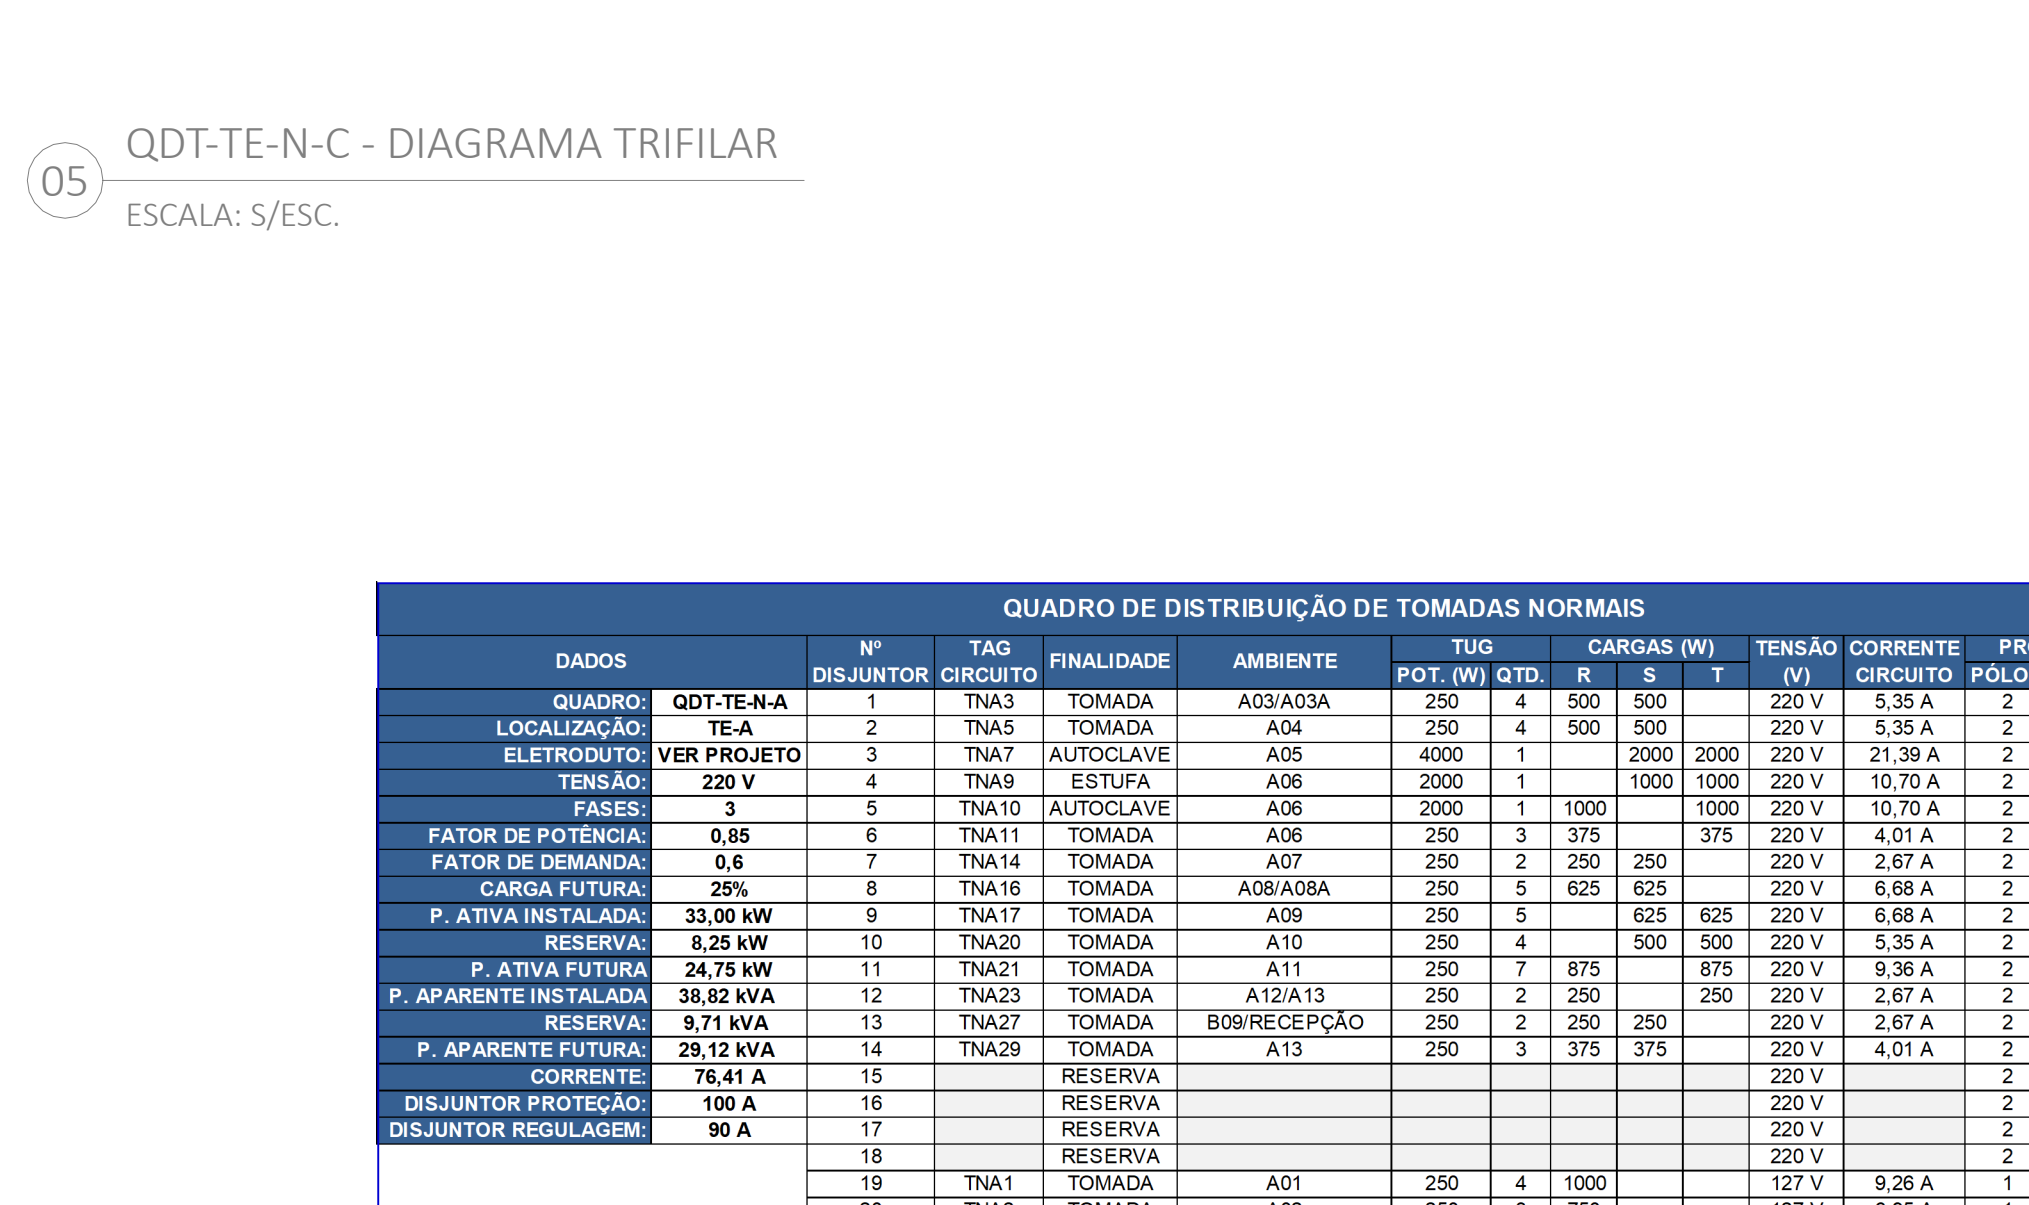 QDT-TE-N-C - DIAGRAMA TRIFILAR
05
ESCALA: S/ESC.
QUADRO DE DISTRIBUIÇÃO DE TOMADAS NORMAIS
DADOS Nº DISJUNTOR TAG CIRCUITO FINALIDADE AMBIENTE TUG CARGAS (W) TENSÃO (V) CORRENTE CIRCUITO
POT. (W) QTD. R S T
QUADRO: QDT-TE-N-A 1 TNA3 TOMADA A03/A03A 250 4 500 500 220 V 5,35 A 2
LOCALIZAÇÃO: TE-A 2 TNA5 TOMADA A04 250 4 500 500 220 V 5,35 A 2
ELETRODUTO: VER PROJETO 3 TNA7 AUTOCLAVE A05 4000 1 2000 2000 220 V 21,39 A 2
TENSÃO: 220 V 4 TNA9 ESTUFA A06 2000 1 1000 1000 220 V 10,70 A 2
FASES: 3 5 TNA10 AUTOCLAVE A06 2000 1 1000 1000 220 V 10,70 A 2
FATOR DE POTÊNCIA: 0,85 6 TNA11 TOMADA A06 250 3 375 375 220 V 4,01 A 2
FATOR DE DEMANDA: 0,6 7 TNA14 TOMADA A07 250 2 250 250 220 V 2,67 A 2
CARGA FUTURA: 25% 8 TNA16 TOMADA A08/A08A 250 5 625 625 220 V 6,68 A 2
P. ATIVA INSTALADA: 33,00 kW 9 TNA17 TOMADA A09 250 5 625 625 220 V 6,68 A 2
RESERVA: 8,25 kW 10 TNA20 TOMADA A10 250 4 500 500 220 V 5,35 A 2
P. ATIVA FUTURA 24,75 kW 11 TNA21 TOMADA A11 250 7 875 875 220 V 9,36 A 2
P. APARENTE INSTALADA 38,82 kVA 12 TNA23 TOMADA A12/A13 250 2 250 250 220 V 2,67 A 2
RESERVA: 9,71 kVA 13 TNA27 TOMADA B09/RECEPÇÃO 250 2 250 250 220 V 2,67 A 2
P. APARENTE FUTURA: 29,12 kVA 14 TNA29 TOMADA A13 250 3 375 375 220 V 4,01 A 2
CORRENTE: 76,41 A 15 RESERVA 220 V 2
DISJUNTOR PROTEÇÃO: 100 A 16 RESERVA 220 V 2
DISJUNTOR REGULAGEM: 90 A 17 RESERVA 220 V 2
18 RESERVA 220 V 2
19 TNA1 TOMADA A01 250 4 1000 127 V 9,26 A 1